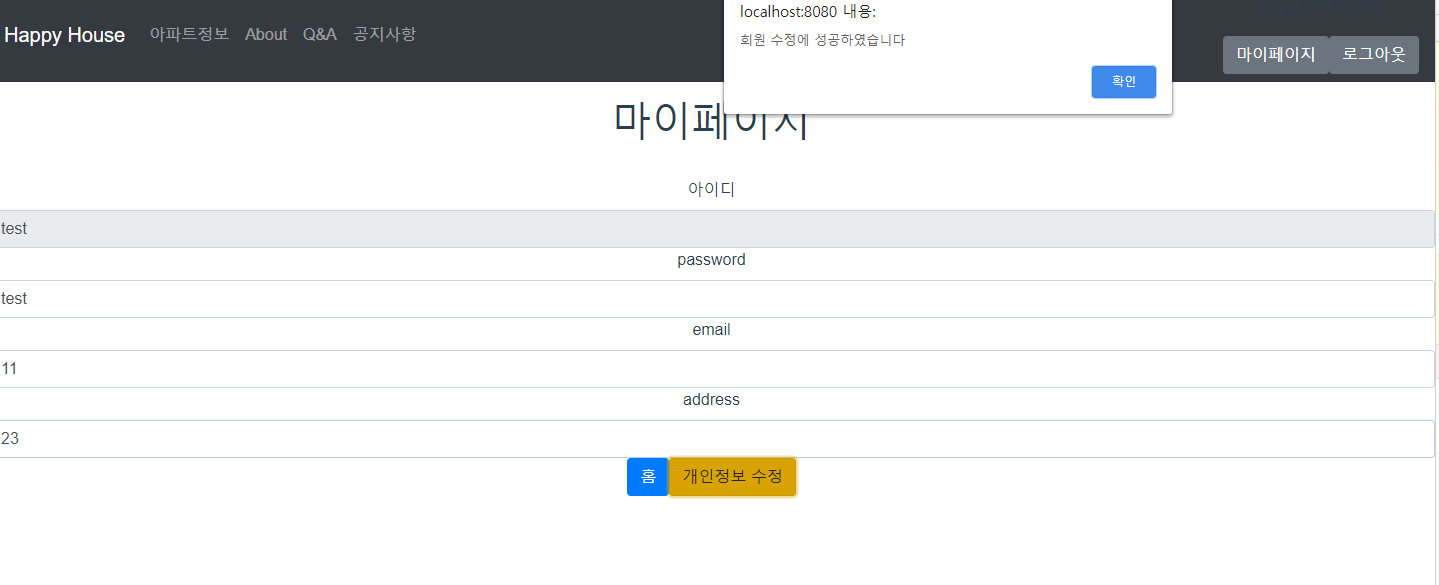 localhost:8080 내용:
회원 수정에 성공하였습니다
확인
Happy House 아파트정보 About Q&A 공지사항
마이페이지 로그아웃
마이페이지
아이디
test
password
test
email
11
address
23
홈 개인정보 수정